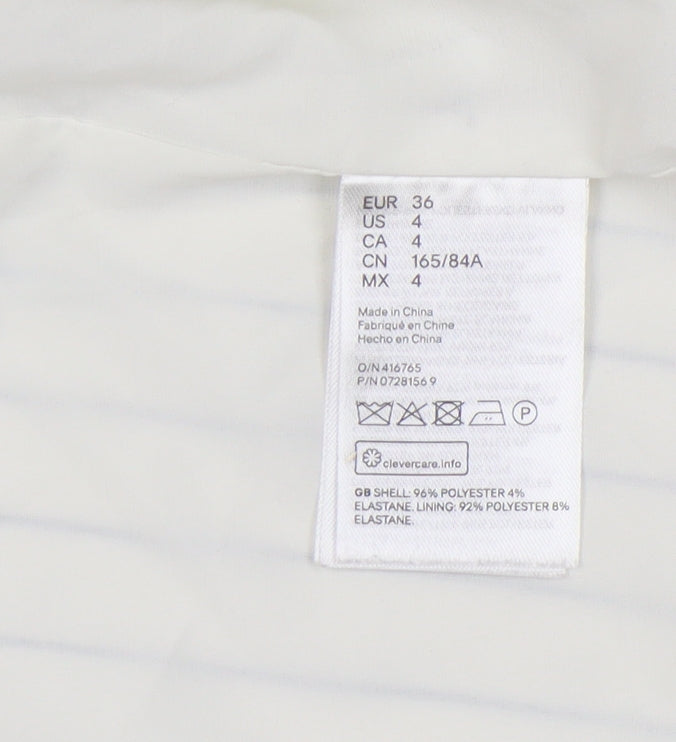 EUR 36
US 4
CA 4
CN 165/84A
MX 4
Made in China
Fabriqué en Chine
Hecho en China
O/N 416765
P/N 0728156 9
P
clevercare.info
GB SHELL: 96% POLYESTER 4%
ELASTANE. LINING: 92% POLYESTER 8%
ELASTANE.